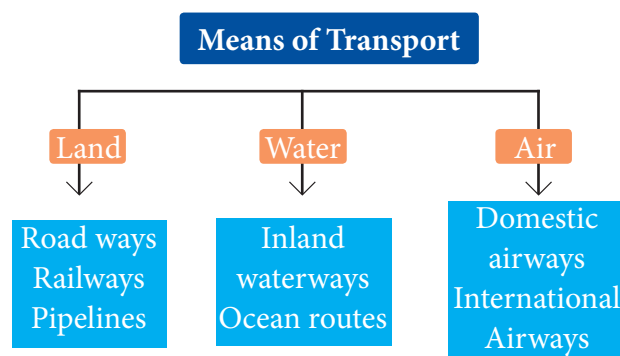 Means of Transport
Land
Water
Air
Road ways
Railways
Pipelines
Inland
waterways
Ocean routes
Domestic
airways
International
Airways